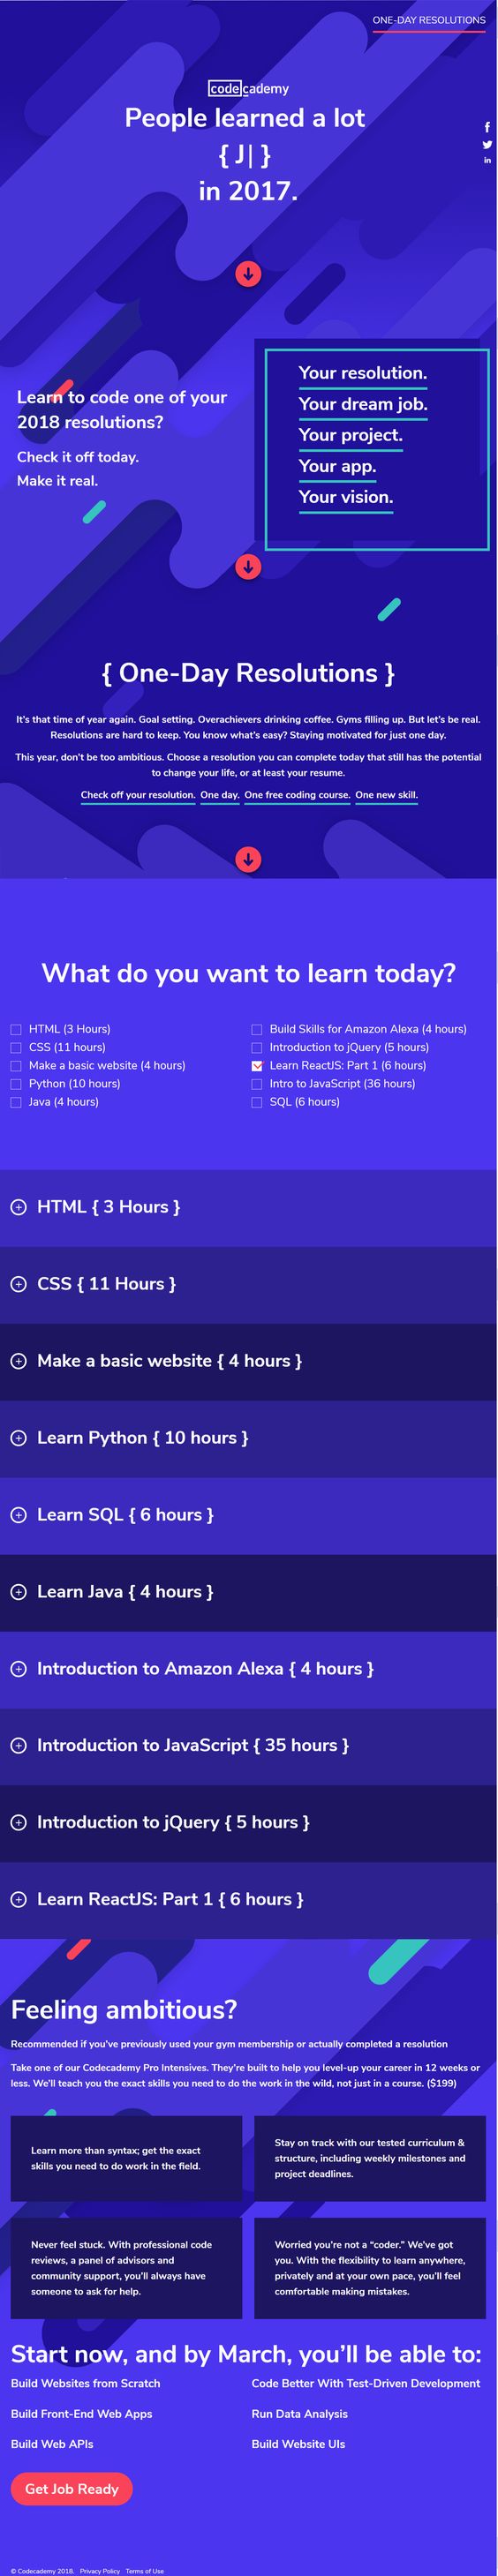 ONE-DAY RESOLUTIONS
codecademy
People learned a lot
{ J| }
in 2017.
Learn to code one of your
2018 resolutions?
Check it off today.
Make it real.
Your resolution.
Your dream job.
Your project.
Your app.
Your vision.
{ One-Day Resolutions }
It's that time of year again. Goal setting. Overachievers drinking coffee. Gyms filling up. But let's be real.
Resolutions are hard to keep. You know what's easy? Staying motivated for just one day.
This year, don't be too ambitious. Choose a resolution you can complete today that still has the potential
to change your life, or at least your resume.
Check off your resolution. One day. One free coding course. One new skill.
What do you want to learn today?
HTML (3 Hours)
CSS (11 hours)
Make a basic website (4 hours)
Python (10 hours)
Java (4 hours)
Build Skills for Amazon Alexa (4 hours)
Introduction to jQuery (5 hours)
Learn ReactJS: Part 1 (6 hours)
Intro to JavaScript (36 hours)
SQL (6 hours)
HTML { 3 Hours }
CSS { 11 Hours }
Make a basic website { 4 hours }
Learn Python { 10 hours }
Learn SQL { 6 hours }
Learn Java { 4 hours }
Introduction to Amazon Alexa { 4 hours }
Introduction to JavaScript { 35 hours }
Introduction to jQuery { 5 hours }
Learn ReactJS: Part 1 { 6 hours }
Feeling ambitious?
Recommended if you've previously used your gym membership or actually completed a resolution
Take one of our Codecademy Pro Intensives. They're built to help you level-up your career in 12 weeks or
less. We'll teach you the exact skills you need to do the work in the wild, not just in a course. ($199)
Learn more than syntax; get the exact
skills you need to do work in the field.
Stay on track with our tested curriculum &
structure, including weekly milestones and
project deadlines.
Never feel stuck. With professional code
reviews, a panel of advisors and
community support, you'll always have
someone to ask for help.
Worried you're not a “coder.” We've got
you. With the flexibility to learn anywhere,
privately and at your own pace, you'll feel
comfortable making mistakes.
Start now, and by March, you'll be able to:
Build Websites from Scratch
Build Front-End Web Apps
Build Web APIs
Code Better With Test-Driven Development
Run Data Analysis
Build Website UIs
Get Job Ready
© Codecademy 2018. Privacy Policy Terms of Use